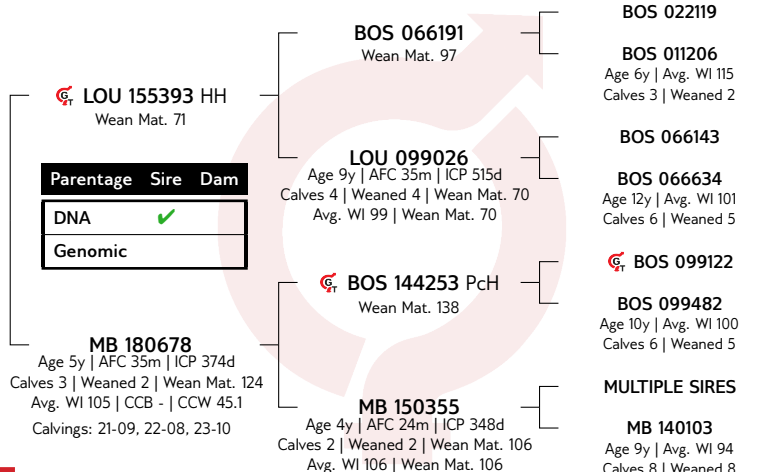 LOU 155393 HH
Wean Mat. 71
Parentage Sire Dam
DNA ✔
Genomic
MB 180678
Age 5y | AFC 35m | ICP 374d
Calves 3 | Weaned 2 | Wean Mat. 124
Avg. WI 105 | CCB - | CCW 45.1
Calvings: 21-09, 22-08, 23-10
BOS 066191
Wean Mat. 97
LOU 099026
Age 9y | AFC 35m | ICP 515d
Calves 4 | Weaned 4 | Wean Mat. 70
Avg. WI 99 | Wean Mat. 70
BOS 144253 PcH
Wean Mat. 138
MB 150355
Age 4y | AFC 24m | ICP 348d
Calves 2 | Weaned 2 | Wean Mat. 106
Avg. WI 106 | Wean Mat. 106
BOS 022119
BOS 011206
Age 6y | Avg. WI 115
Calves 3 | Weaned 2
BOS 066143
BOS 066634
Age 12y | Avg. WI 101
Calves 6 | Weaned 5
BOS 099122
BOS 099482
Age 10y | Avg. WI 100
Calves 6 | Weaned 5
MULTIPLE SIRES
MB 140103
Age 9y | Avg. WI 94
Calves 8 | Weaned 8